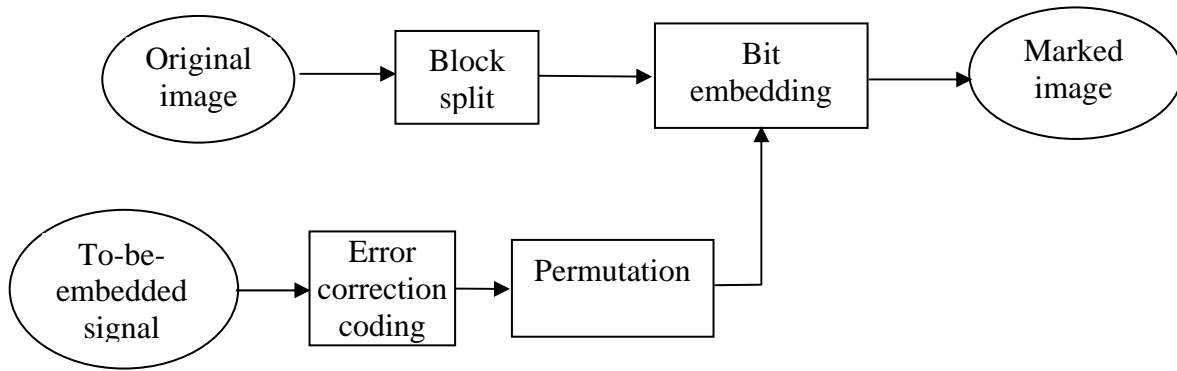 Original
image
Block
split
Bit
embedding
Marked
image
To-be-
embedded
signal
Error
correction
coding
Permutation